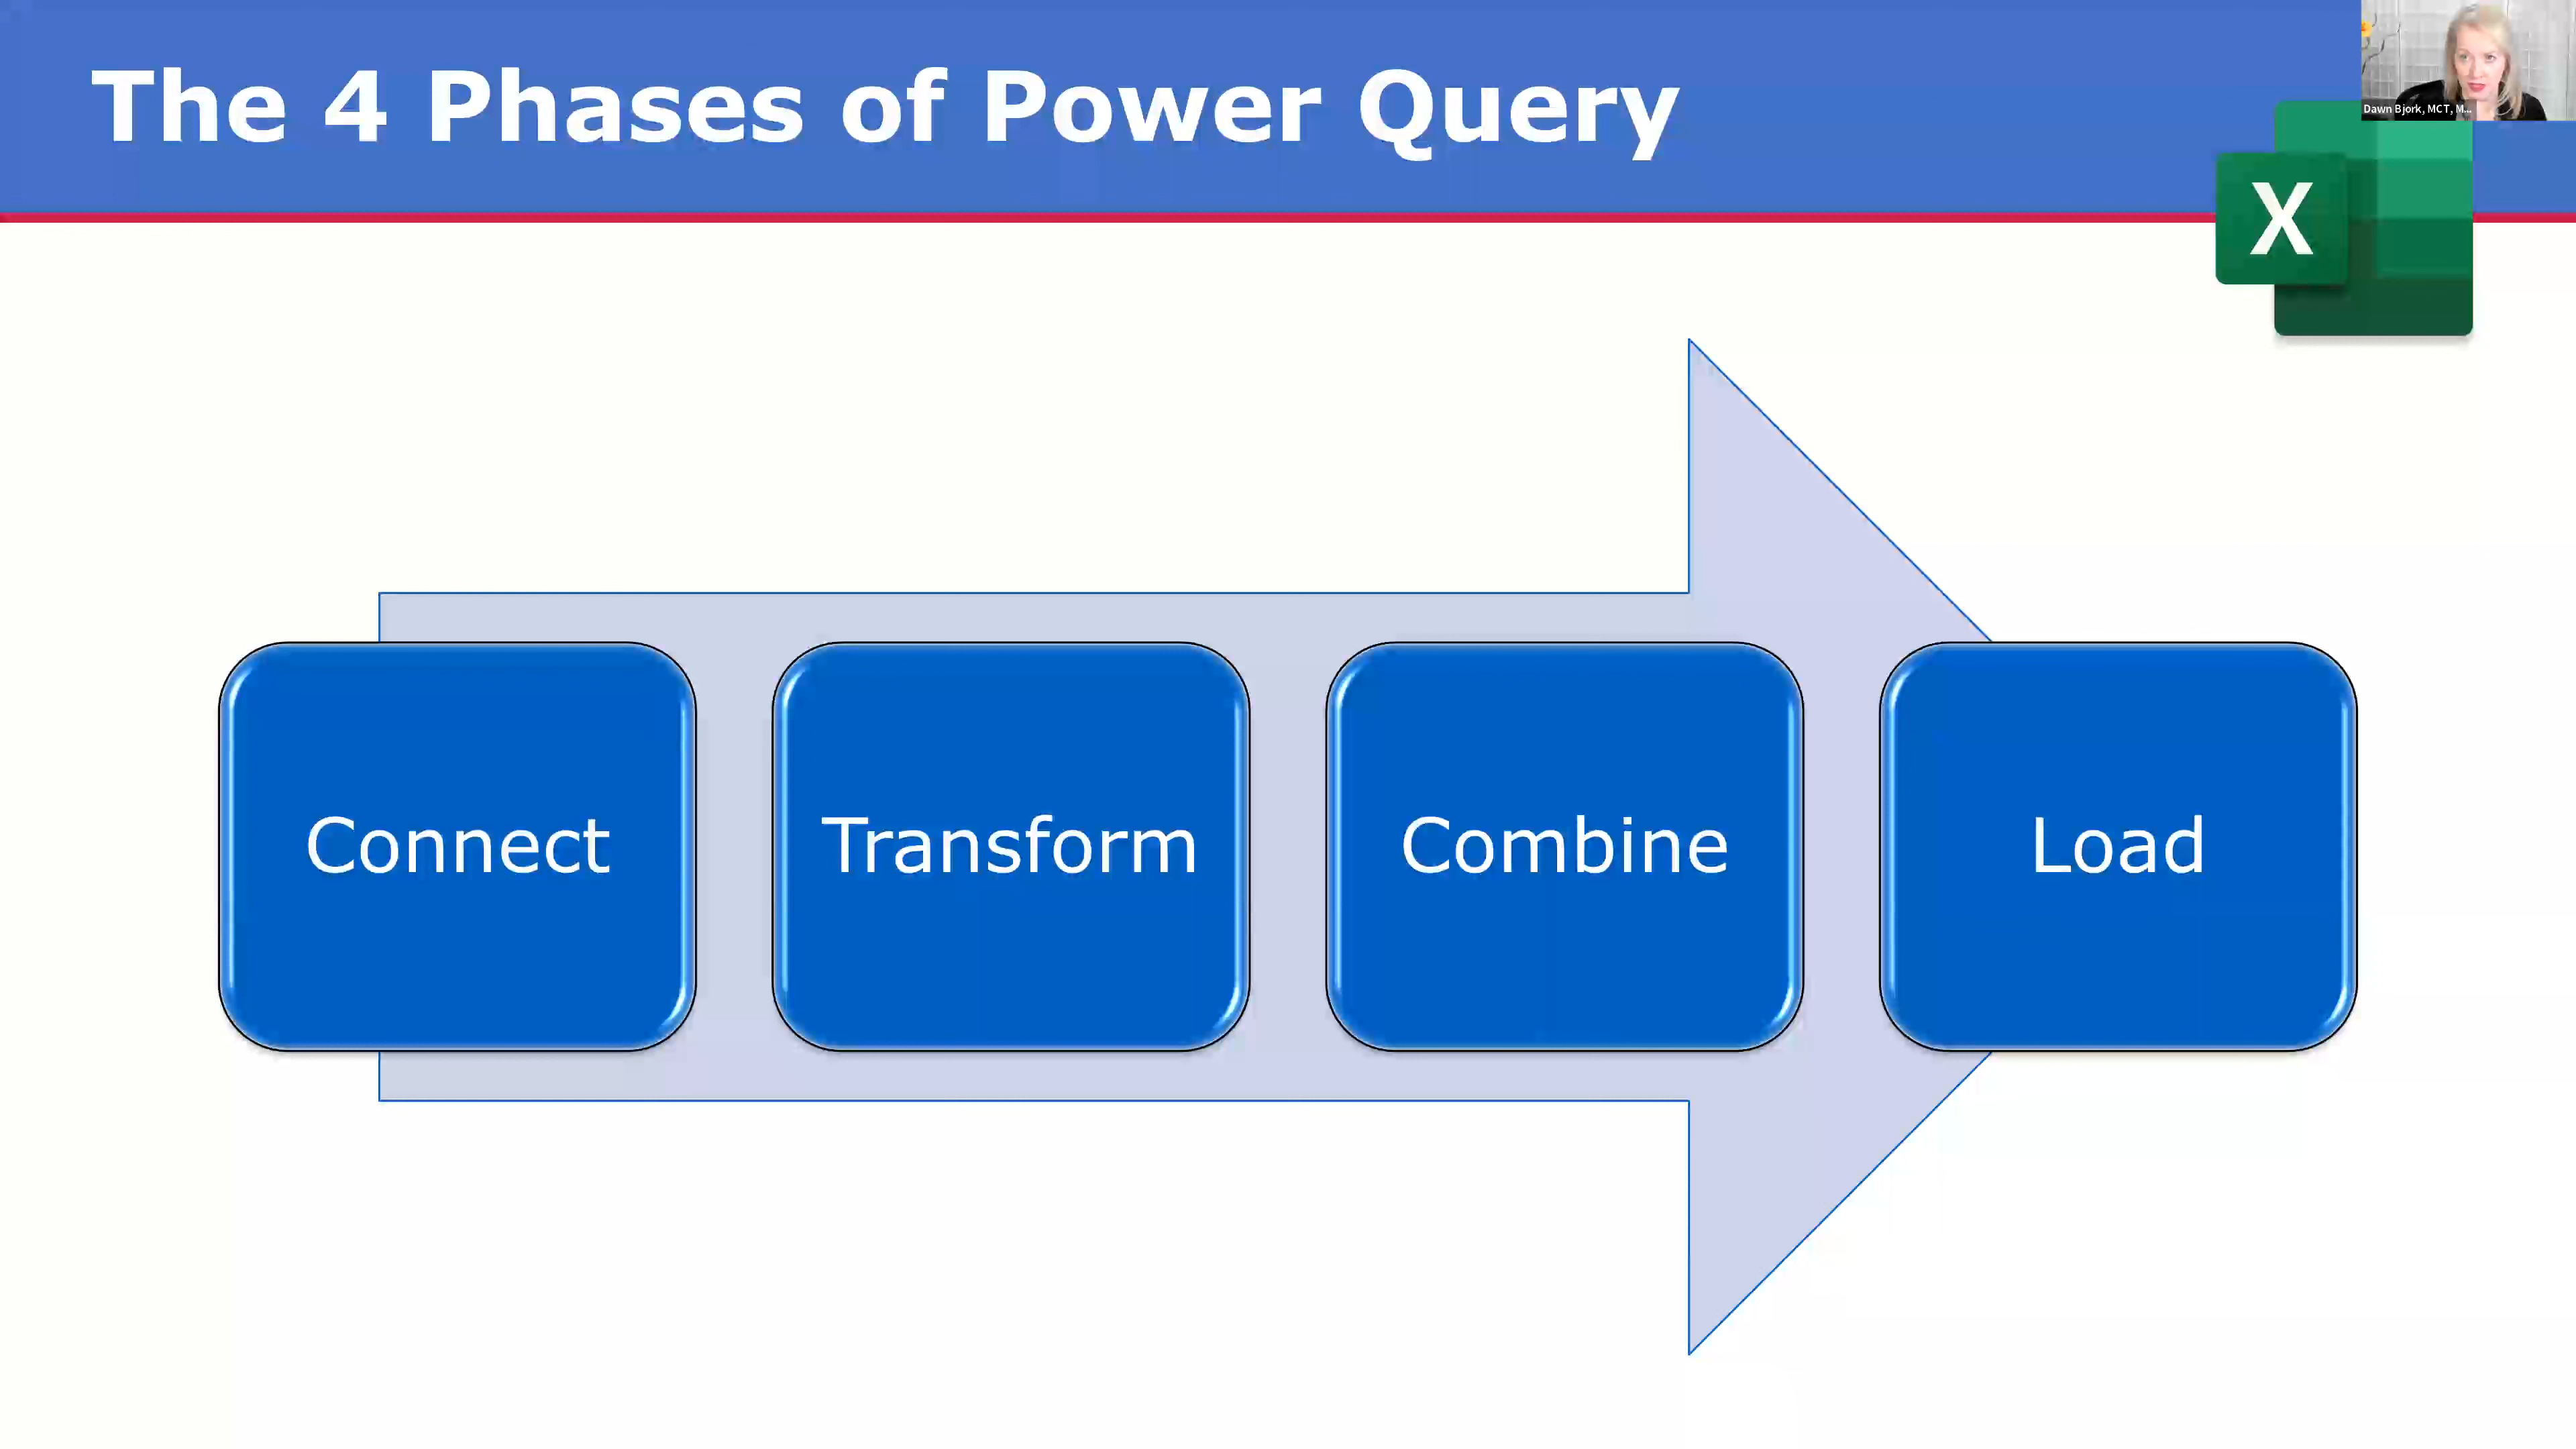 The 4 Phases of Power Query
Dawn Bjork, MCT, M...
X
Connect
Transform
Combine
Load